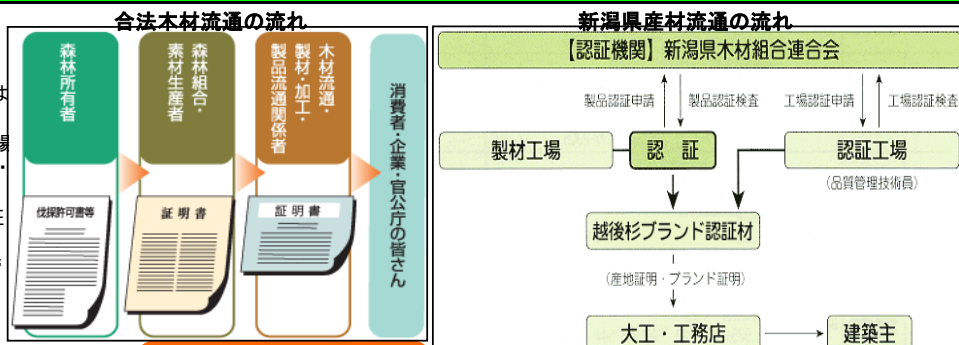 合法木材流通の流れ
森林所有者
伐採許可書等
森林組合・
素材生産者
証明書
木材流通・
製材・加工・
製品流通関係者
証明書
消費者・企業・官公庁の皆さん
新潟県産材流通の流れ
【認証機関】新潟県木材組合連合会
製品認証申請
製品認証検査
工場認証申請
工場認証検査
製材工場
認 証
認証工場
(品質管理技術員)
越後杉ブランド認証材
(産地証明・ブランド証明)
大工・工務店
建築主